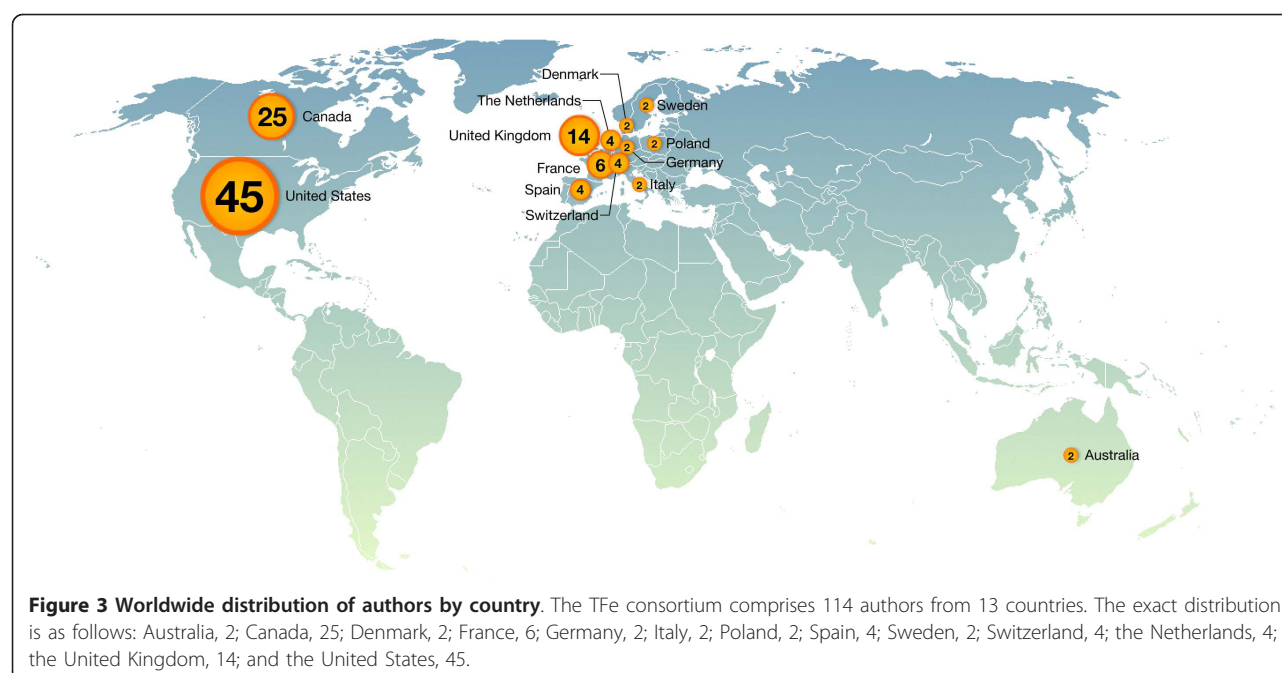 Denmark
2
Sweden
The Netherlands
25
Canada
2
United Kingdom
14
4
2
Poland
2
Germany
France
6
4
45
United States
Spain
4
2
Italy
Switzerland
2
Australia
Figure 3 Worldwide distribution of authors by country. The TFe consortium comprises 114 authors from 13 countries. The exact distribution
is as follows: Australia, 2; Canada, 25; Denmark, 2; France, 6; Germany, 2; Italy, 2; Poland, 2; Spain, 4; Sweden, 2; Switzerland, 4; the Netherlands, 4;
the United Kingdom, 14; and the United States, 45.